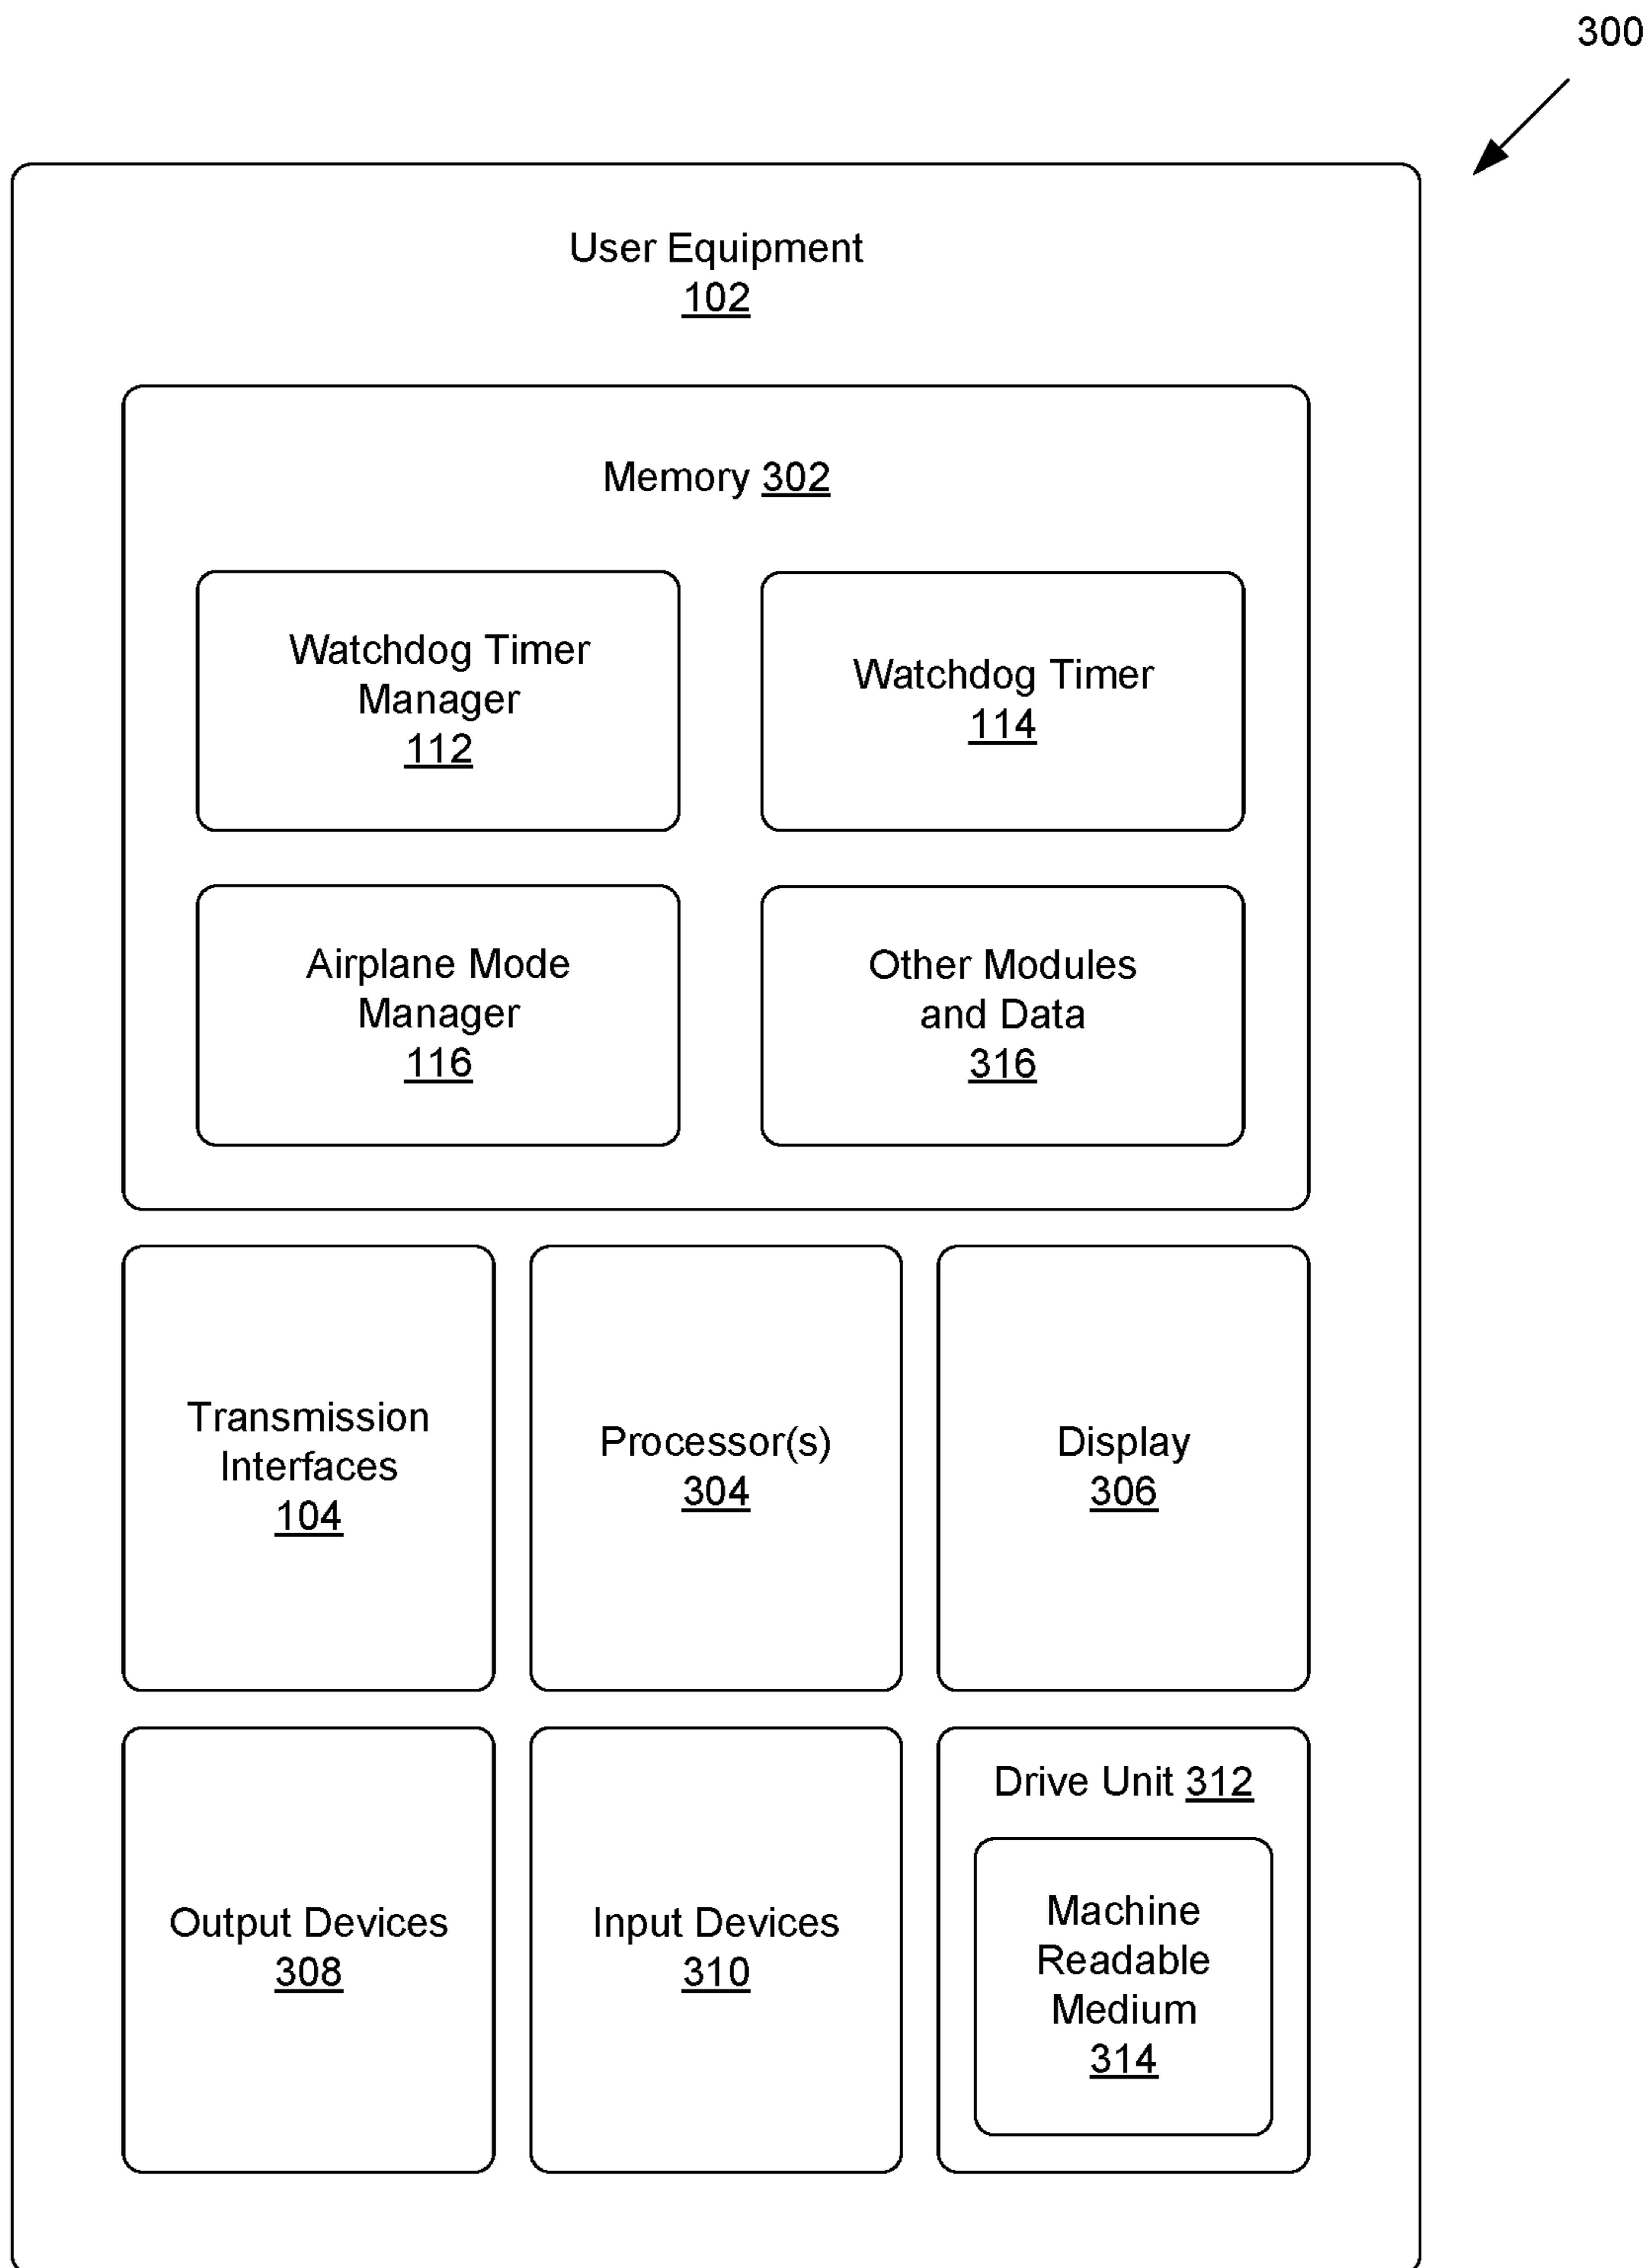 300
User Equipment
102
Memory 302
Watchdog Timer
Manager
112
Watchdog Timer
114
Airplane Mode
Manager
116
Other Modules
and Data
316
Transmission
Interfaces
104
Processor(s)
304
Display
306
Output Devices
308
Input Devices
310
Drive Unit 312
Machine
Readable
Medium
314